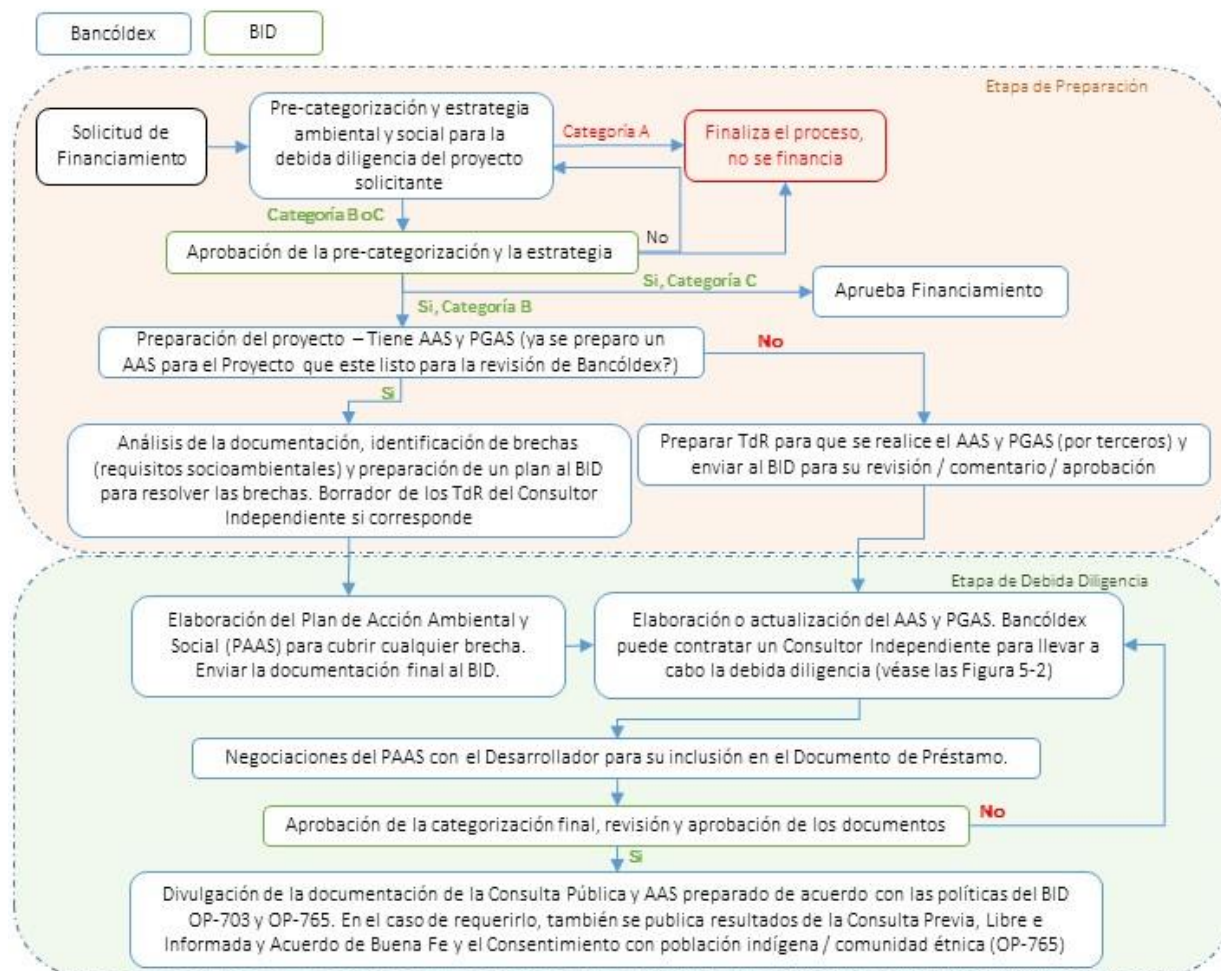 Bancóldex
BID
Etapa de Preparación
Solicitud de
Financiamiento
Pre-categorización y estrategia
ambiental y social para la
debida diligencia del proyecto
solicitante
Categoría A
Finaliza el proceso,
no se financia
Categoría B o C
Aprobación de la pre-categorización y la estrategia
No
Si, Categoría C
Aprueba Financiamiento
Si, Categoría B
Preparación del proyecto – Tiene AAS y PGAS (ya se preparo un
AAS para el Proyecto que este listo para la revisión de Bancóldex?)
No
Si
Análisis de la documentación, identificación de brechas
(requisitos socioambientales) y preparación de un plan al BID
para resolver las brechas. Borrador de los TdR del Consultor
Independiente si corresponde
Preparar TdR para que se realice el AAS y PGAS (por terceros) y
enviar al BID para su revisión / comentario / aprobación
Etapa de Debida Diligencia
Elaboración del Plan de Acción Ambiental y
Social (PAAS) para cubrir cualquier brecha.
Enviar la documentación final al BID.
Elaboración o actualización del AAS y PGAS. Bancóldex
puede contratar un Consultor Independiente para llevar a
cabo la debida diligencia (véase las Figura 5-2)
Negociaciones del PAAS con el Desarrollador para su inclusión en el Documento de Préstamo.
Aprobación de la categorización final, revisión y aprobación de los documentos
No
Si
Divulgación de la documentación de la Consulta Pública y AAS preparado de acuerdo con las políticas del BID
OP-703 y OP-765. En el caso de requerirlo, también se publica resultados de la Consulta Previa, Libre e
Informada y Acuerdo de Buena Fe y el Consentimiento con población indígena / comunidad étnica (OP-765)